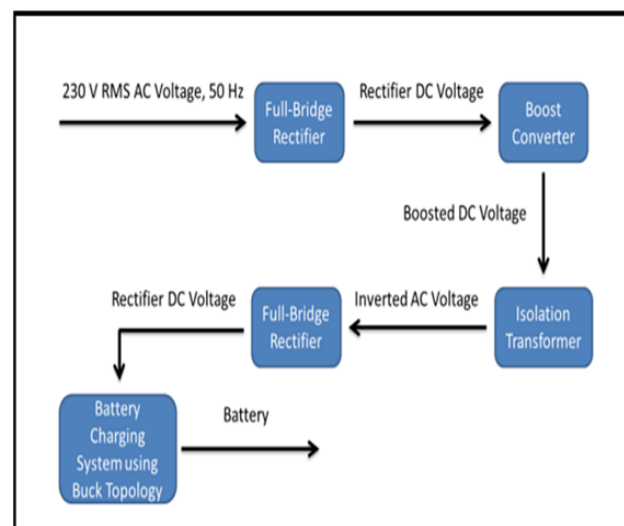 230 V RMS AC Voltage, 50 Hz
Full-Bridge
Rectifier
Rectifier DC Voltage
Boost
Converter
Boosted DC Voltage
Isolation
Transformer
Inverted AC Voltage
Full-Bridge
Rectifier
Rectifier DC Voltage
Battery
Charging
System using
Buck Topology
Battery